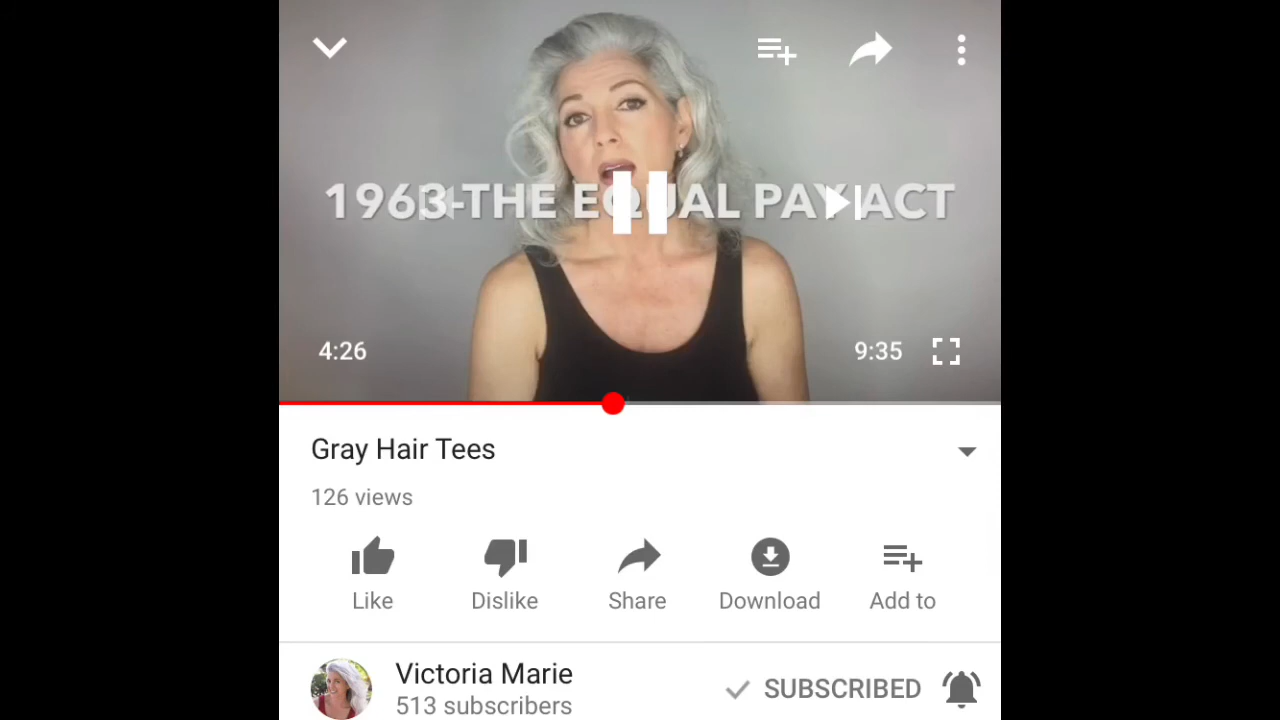 1963-THE EQUAL PAY ACT
4:26
9:35
Gray Hair Tees
126 views
Like
Dislike
Share
Download
Add to
Victoria Marie
SUBSCRIBED
513 subscribers